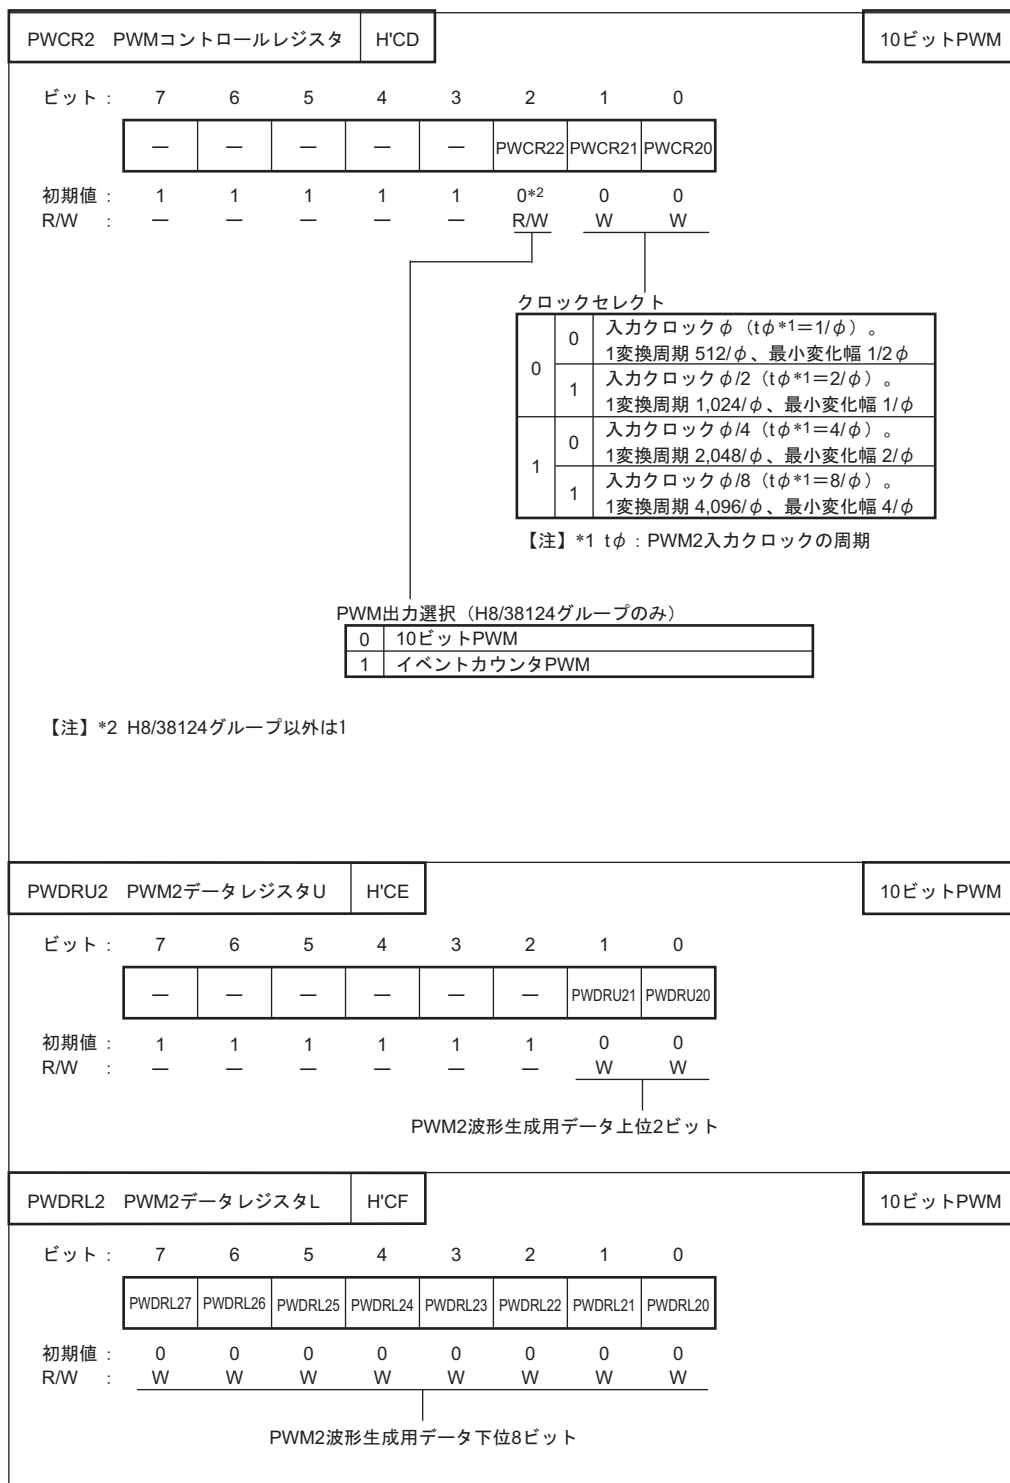 PWCR2 PWMコントロールレジスタ H'CD 10ビットPWM
ビット : 7 6 5 4 3 2 1 0
— — — — — PWCR22 PWCR21 PWCR20
初期値 : 1 1 1 1 1 0*2 0 0
R/W : — — — — — R/W W W
クロックセレクト
0 0 入力クロックφ（tφ*1＝1/φ）。
1変換周期 512/φ、最小変化幅 1/2φ
1 入力クロックφ/2（tφ*1＝2/φ）。
1変換周期 1,024/φ、最小変化幅 1/φ
1 0 入力クロックφ/4（tφ*1＝4/φ）。
1変換周期 2,048/φ、最小変化幅 2/φ
1 入力クロックφ/8（tφ*1＝8/φ）。
1変換周期 4,096/φ、最小変化幅 4/φ
【注】*1 tφ : PWM2入力クロックの周期
PWM出力選択（H8/38124グループのみ）
0 10ビットPWM
1 イベントカウンタPWM
【注】*2 H8/38124グループ以外は1
PWDRU2 PWM2データレジスタU H'CE 10ビットPWM
ビット : 7 6 5 4 3 2 1 0
— — — — — — PWDRU21 PWDRU20
初期値 : 1 1 1 1 1 1 0 0
R/W : — — — — — — W W
PWM2波形生成用データ上位2ビット
PWDRL2 PWM2データレジスタL H'CF 10ビットPWM
ビット : 7 6 5 4 3 2 1 0
PWDRL27 PWDRL26 PWDRL25 PWDRL24 PWDRL23 PWDRL22 PWDRL21 PWDRL20
初期値 : 0 0 0 0 0 0 0 0
R/W : W W W W W W W W
PWM2波形生成用データ下位8ビット